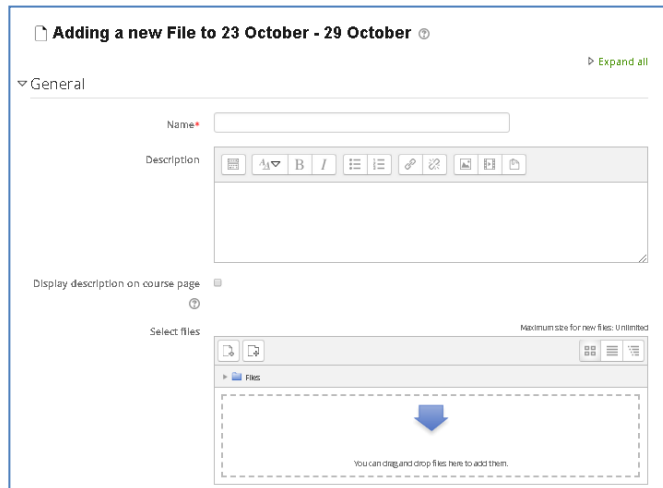 Adding a new File to 23 October - 29 October
Expand all
General
Name*
Description
B I
Display description on course page
Select files
Maximum size for new files: Unlimited
Files
You can drag and drop files here to add them.